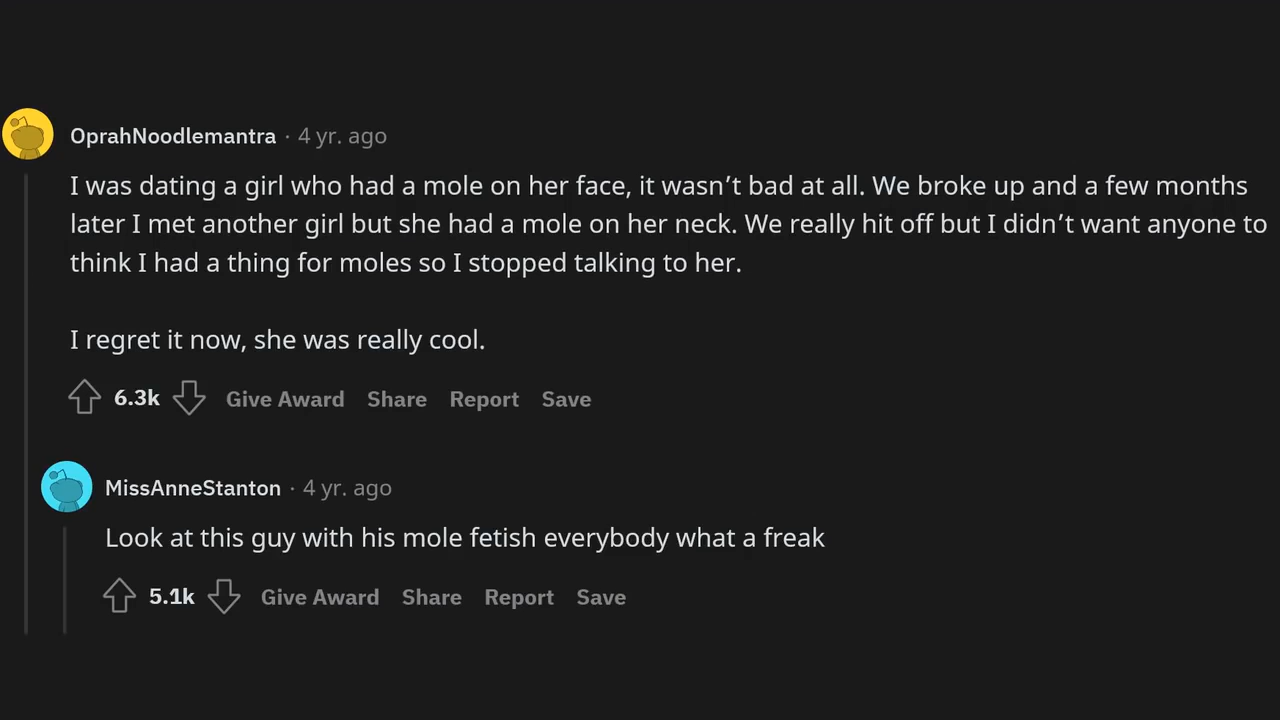 OprahNoodlemantra · 4 yr. ago
I was dating a girl who had a mole on her face, it wasn’t bad at all. We broke up and a few months
later I met another girl but she had a mole on her neck. We really hit off but I didn’t want anyone to
think I had a thing for moles so I stopped talking to her.
I regret it now, she was really cool.
6.3k Give Award Share Report Save
MissAnneStanton · 4 yr. ago
Look at this guy with his mole fetish everybody what a freak
5.1k Give Award Share Report Save